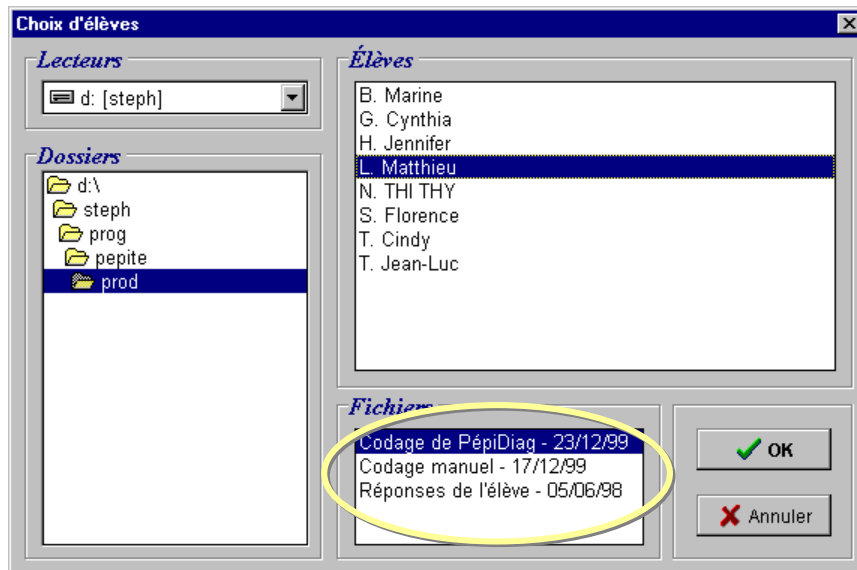 Choix d'élèves
Lecteurs
d: [steph]
Dossiers
d:\
steph
prog
pepite
prod
Élèves
B. Marine
G. Cynthia
H. Jennifer
L. Matthieu
N. THI THY
S. Florence
T. Cindy
T. Jean-Luc
Fichiers
Codage de PépiDiag - 23/12/99
Codage manuel - 17/12/99
Réponses de l'élève - 05/06/98
OK
Annuler